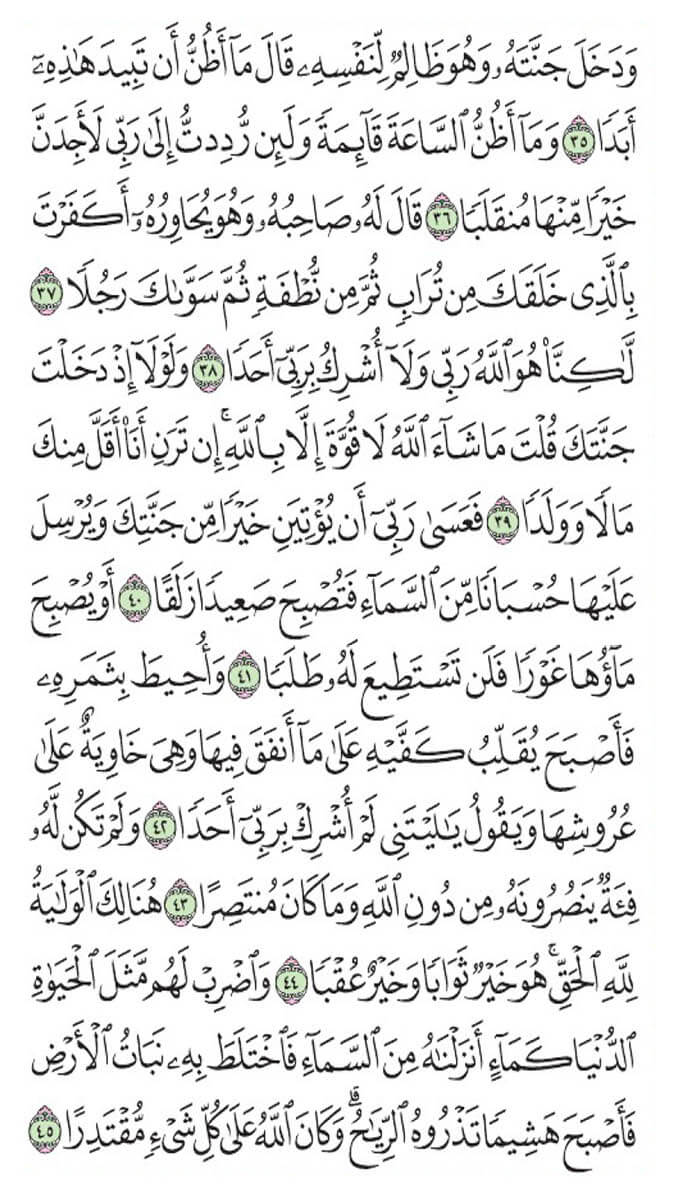 وَدَخَلَ جَنَّتَهُۥ وَهُوَ ظَالِمٌ لِّنَفْسِهِۦ قَالَ مَآ أَظُنُّ أَن تَبِيدَ هَٰذِهِۦٓ
أَبَدًا ٣٥ وَمَآ أَظُنُّ ٱلسَّاعَةَ قَآئِمَةً وَلَئِن رُّدِدتُّ إِلَىٰ رَبِّى لَأَجِدَنَّ
خَيْرًا مِّنْهَا مُنقَلَبًا ٣٦ قَالَ لَهُۥ صَاحِبُهُۥ وَهُوَ يُحَاوِرُهُۥٓ أَكَفَرْتَ
بِٱلَّذِى خَلَقَكَ مِن تُرَابٍ ثُمَّ مِن نُّطْفَةٍ ثُمَّ سَوَّىٰكَ رَجُلًا ٣٧
لَّٰكِنَّا۠ هُوَ ٱللَّهُ رَبِّى وَلَآ أُشْرِكُ بِرَبِّىٓ أَحَدًا ٣٨ وَلَوْلَآ إِذْ دَخَلْتَ
جَنَّتَكَ قُلْتَ مَا شَآءَ ٱللَّهُ لَا قُوَّةَ إِلَّا بِٱللَّهِ ۚ إِن تَرَنِ أَنَا۠ أَقَلَّ مِنكَ
مَالًا وَوَلَدًا ٣٩ فَعَسَىٰ رَبِّىٓ أَن يُؤْتِيَنِ خَيْرًا مِّن جَنَّتِكَ وَيُرْسِلَ
عَلَيْهَا حُسْبَانًا مِّنَ ٱلسَّمَآءِ فَتُصْبِحَ صَعِيدًا زَلَقًا ٤٠ أَوْ يُصْبِحَ
مَآؤُهَا غَوْرًا فَلَن تَسْتَطِيعَ لَهُۥ طَلَبًا ٤١ وَأُحِيطَ بِثَمَرِهِۦ
فَأَصْبَحَ يُقَلِّبُ كَفَّيْهِ عَلَىٰ مَآ أَنفَقَ فِيهَا وَهِىَ خَاوِيَةٌ عَلَىٰ
عُرُوشِهَا وَيَقُولُ يَٰلَيْتَنِى لَمْ أُشْرِكْ بِرَبِّىٓ أَحَدًا ٤٢ وَلَمْ تَكُن لَّهُۥ
فِئَةٌ يَنصُرُونَهُۥ مِن دُونِ ٱللَّهِ وَمَا كَانَ مُنتَصِرًا ٤٣ هُنَالِكَ ٱلْوَلَٰيَةُ
لِلَّهِ ٱلْحَقِّ ۚ هُوَ خَيْرٌ ثَوَابًا وَخَيْرٌ عُقْبًا ٤٤ وَٱضْرِبْ لَهُم مَّثَلَ ٱلْحَيَوٰةِ
ٱلدُّنْيَا كَمَآءٍ أَنزَلْنَٰهُ مِنَ ٱلسَّمَآءِ فَٱخْتَلَطَ بِهِۦ نَبَاتُ ٱلْأَرْضِ
فَأَصْبَحَ هَشِيمًا تَذْرُوهُ ٱلرِّيَٰحُ ۗ وَكَانَ ٱللَّهُ عَلَىٰ كُلِّ شَىْءٍ مُّقْتَدِرًا ٤٥